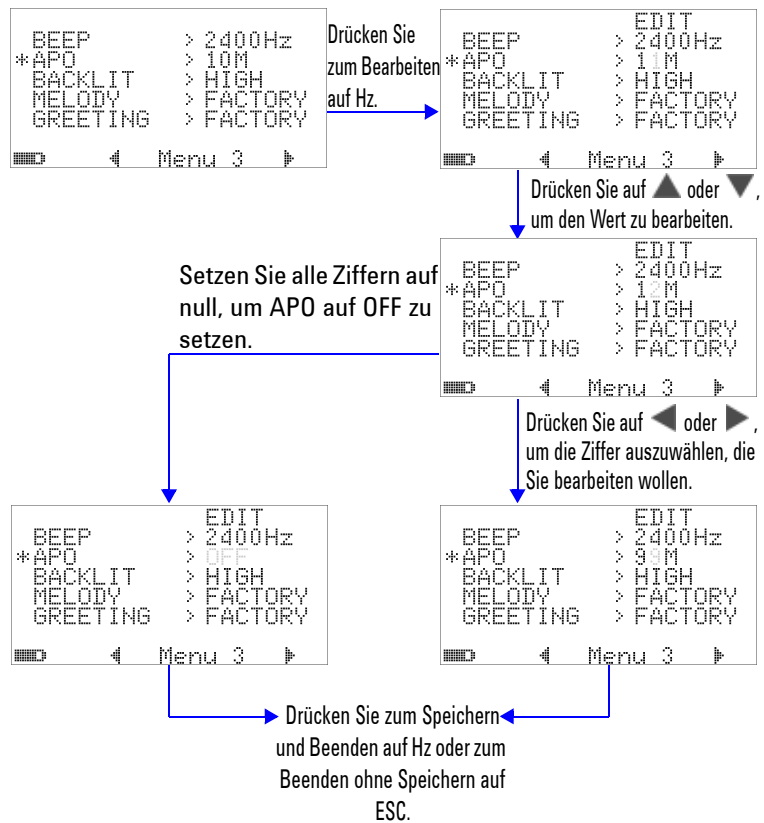 BEEP > 2400Hz
*APO > 10M
BACKLIT > HIGH
MELODY > FACTORY
GREETING > FACTORY
Menu 3
Drücken Sie
zum Bearbeiten
auf Hz.
EDIT
BEEP > 2400Hz
*APO > 11M
BACKLIT > HIGH
MELODY > FACTORY
GREETING > FACTORY
Menu 3
Drücken Sie auf ▲ oder ▼,
um den Wert zu bearbeiten.
EDIT
BEEP > 2400Hz
*APO > 12M
BACKLIT > HIGH
MELODY > FACTORY
GREETING > FACTORY
Menu 3
Setzen Sie alle Ziffern auf
null, um APO auf OFF zu
setzen.
Drücken Sie auf ◀ oder ▶,
um die Ziffer auszuwählen, die
Sie bearbeiten wollen.
EDIT
BEEP > 2400Hz
*APO > OFF
BACKLIT > HIGH
MELODY > FACTORY
GREETING > FACTORY
Menu 3
EDIT
BEEP > 2400Hz
*APO > 99M
BACKLIT > HIGH
MELODY > FACTORY
GREETING > FACTORY
Menu 3
Drücken Sie zum Speichern
und Beenden auf Hz oder zum
Beenden ohne Speichern auf
ESC.